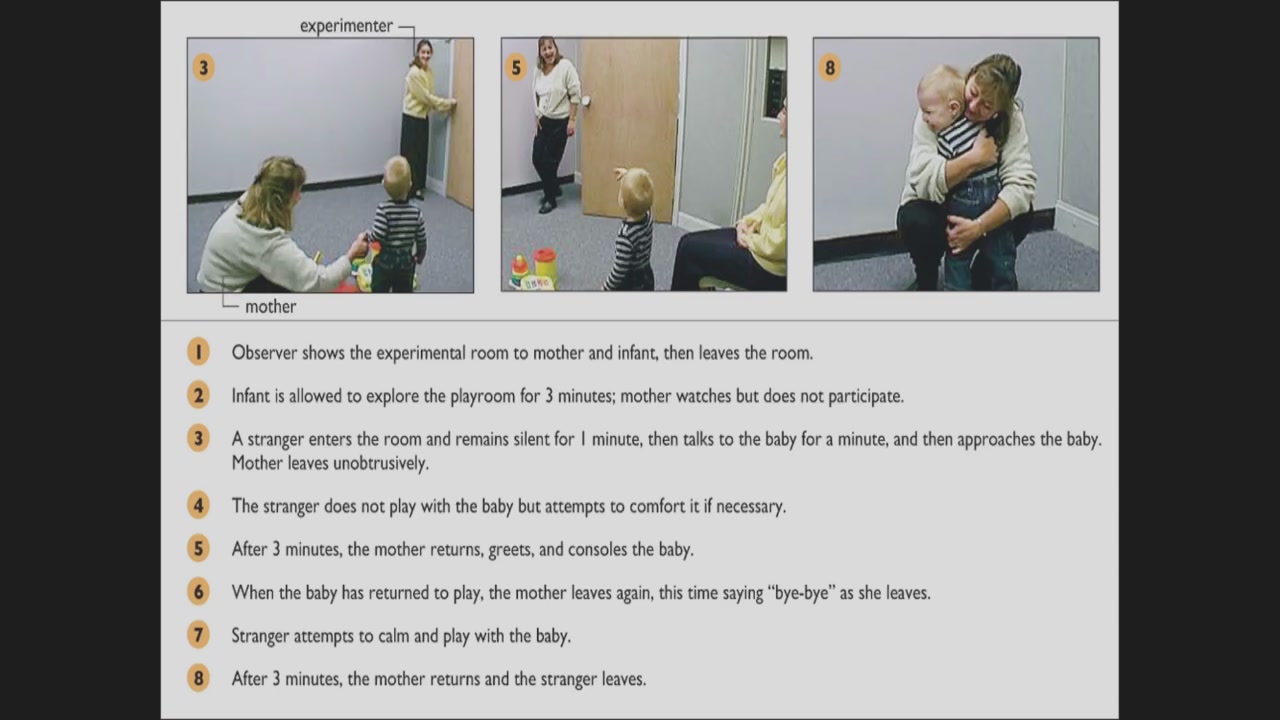 experimenter
3
5
8
mother
1 Observer shows the experimental room to mother and infant, then leaves the room.
2 Infant is allowed to explore the playroom for 3 minutes; mother watches but does not participate.
3 A stranger enters the room and remains silent for 1 minute, then talks to the baby for a minute, and then approaches the baby.
Mother leaves unobtrusively.
4 The stranger does not play with the baby but attempts to comfort it if necessary.
5 After 3 minutes, the mother returns, greets, and consoles the baby.
6 When the baby has returned to play, the mother leaves again, this time saying “bye-bye” as she leaves.
7 Stranger attempts to calm and play with the baby.
8 After 3 minutes, the mother returns and the stranger leaves.